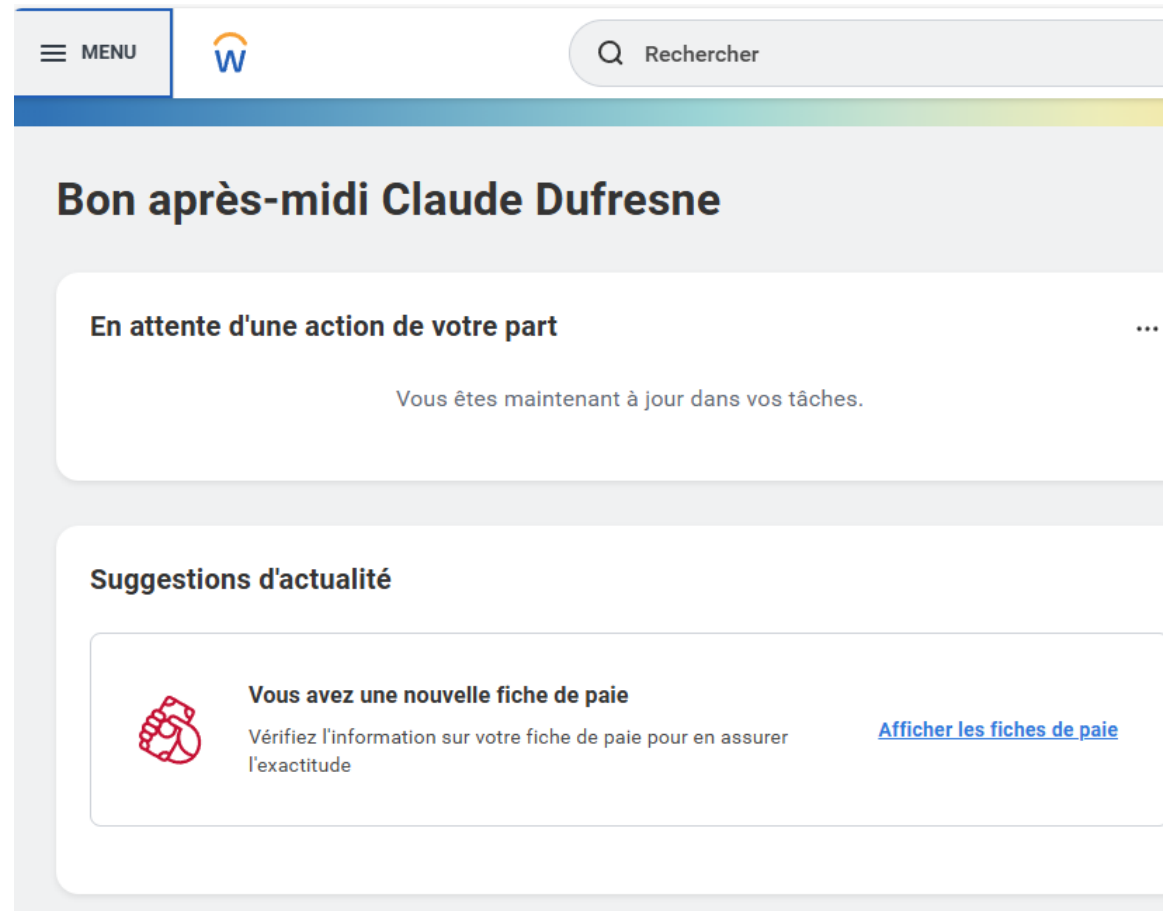 MENU
W
Rechercher
Bon après-midi Claude Dufresne
En attente d'une action de votre part
Vous êtes maintenant à jour dans vos tâches.
Suggestions d'actualité
Vous avez une nouvelle fiche de paie
Vérifiez l'information sur votre fiche de paie pour en assurer
l'exactitude
Afficher les fiches de paie